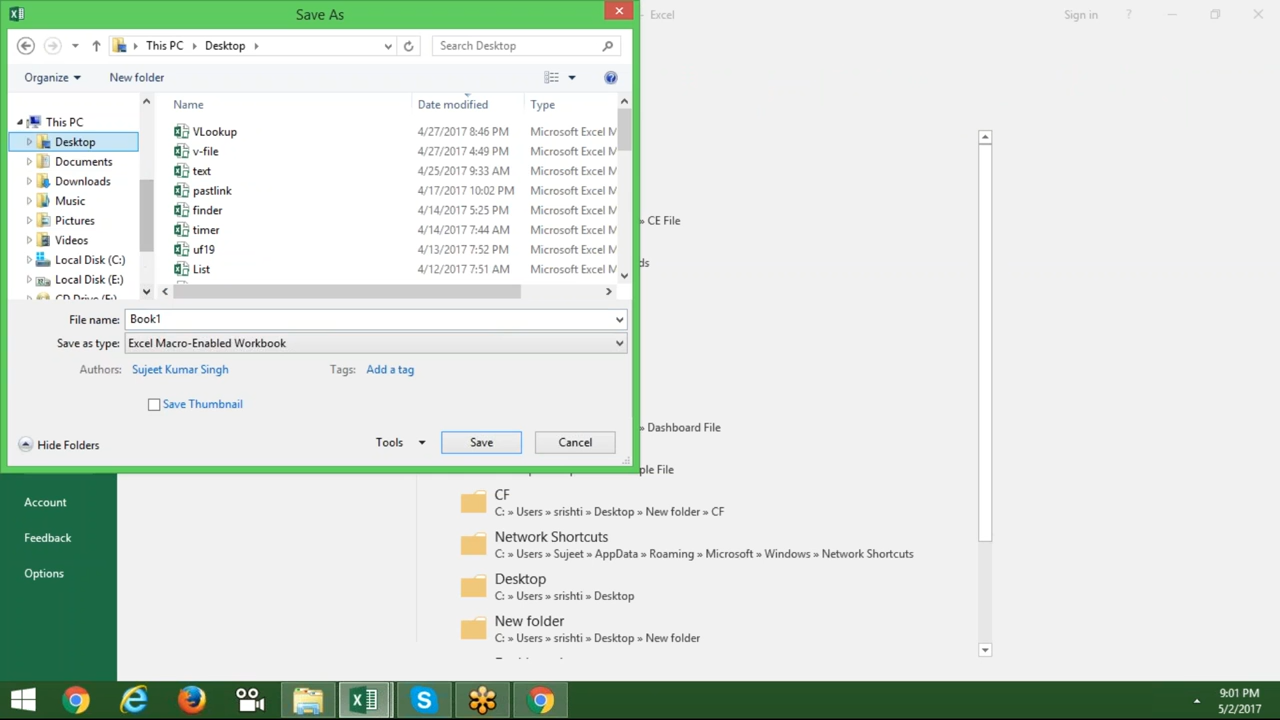 Save As
- Excel
Sign in
This PC
Desktop
Search Desktop
Organize
New folder
Name
Date modified
Type
This PC
Desktop
Documents
Downloads
Music
Pictures
Videos
Local Disk (C:)
Local Disk (E:)
VLookup 4/27/2017 8:46 PM Microsoft Excel M
v-file 4/27/2017 4:49 PM Microsoft Excel M
text 4/25/2017 9:33 AM Microsoft Excel M
pastlink 4/17/2017 10:02 PM Microsoft Excel M
finder 4/14/2017 5:25 PM Microsoft Excel M
timer 4/14/2017 7:44 AM Microsoft Excel M
uf19 4/13/2017 7:52 PM Microsoft Excel M
List 4/12/2017 7:51 AM Microsoft Excel M
File name: Book1
Save as type: Excel Macro-Enabled Workbook
Authors: Sujeet Kumar Singh
Tags: Add a tag
Save Thumbnail
Hide Folders
Tools
Save
Cancel
» CE File
ds
» Dashboard File
ple File
CF
C: » Users » srishti » Desktop » New folder » CF
Network Shortcuts
C: » Users » Sujeet » AppData » Roaming » Microsoft » Windows » Network Shortcuts
Desktop
C: » Users » srishti » Desktop
New folder
C: » Users » srishti » Desktop » New folder
Account
Feedback
Options
9:01 PM
5/2/2017